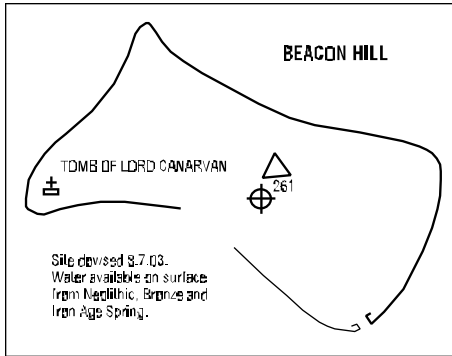 BEACON HILL
TOMB OF LORD CANARVAN
261
Site dowsed 8.7.03.
Water available on surface
from Neolithic, Bronze and
Iron Age Spring.